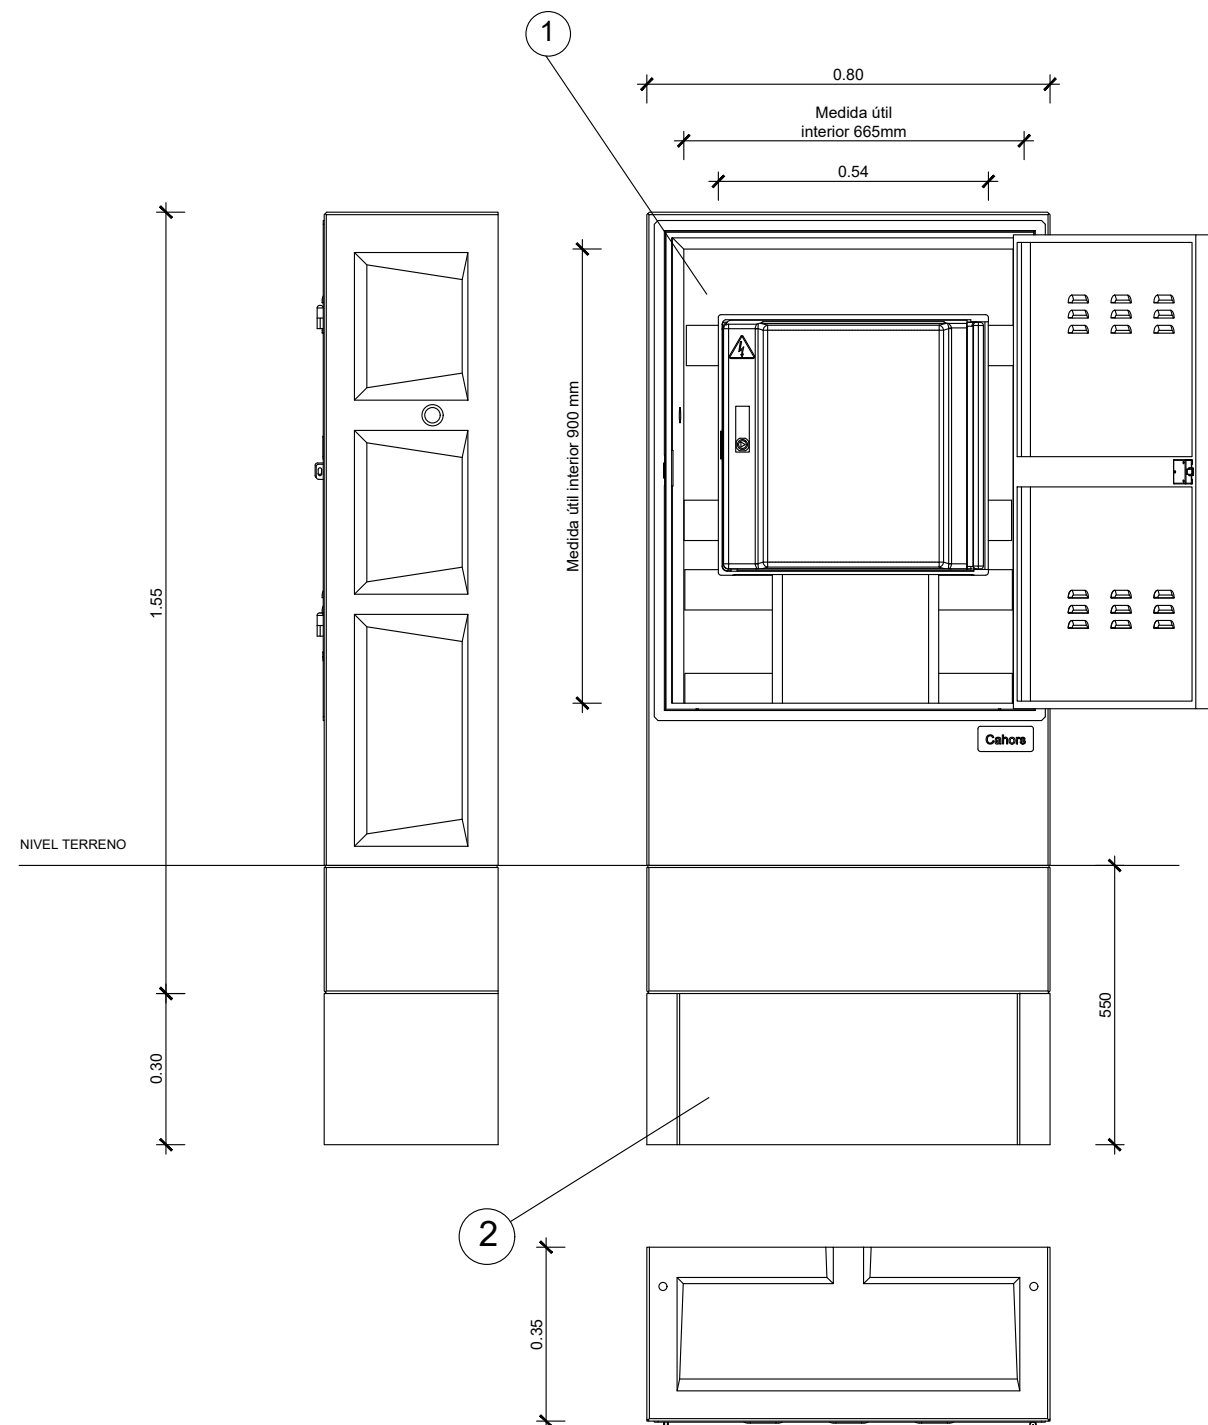 1
0.80
Medida útil
interior 665mm
0.54
Medida útil interior 900 mm
1.55
Cahors
NIVEL TERRENO
550
0.30
2
0.35